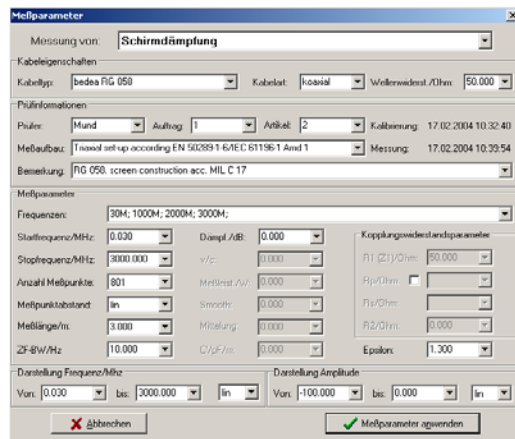 Meßparameter
Messung von: Schirmdämpfung
Kabeleigenschaften
Kabeltyp: bedea RG 058 Kabelart: koaxial Wellenwiderst./Ohm: 50.000
Prüfinformationen
Prüfer: Mund Auftrag: 1 Artikel: 2 Kalibrierung: 17.02.2004 10:32:40
Meßaufbau: Triaxial set-up according EN 50289-1-6/IEC 61196-1 Amd 1 Messung: 17.02.2004 10:39:54
Bemerkung: RG 058. screen construction acc. MIL C 17
Meßparameter
Frequenzen: 30M; 1000M; 2000M; 3000M;
Startfrequenz/MHz: 0.030 Dämpf./dB: 0.000 Kopplungswiderstandsparameter
Stopfrequenz/MHz: 3000.000 v/c: 0.000 R1 (Z1)/Ohm: 50.000
Anzahl Meßpunkte: 801 Meßleist./w: 0.000 Rp/Ohm:
Meßpunktabstand: lin Smooth: 0.000 Rs/Ohm:
Meßlänge/m: 3.000 Mittelung: 0.000 R2/Ohm: 0.000
ZF-BW/Hz 10.000 C'/pF/m: 0.000 Epsilon: 1.300
Darstellung Frequenz/Mhz Darstellung Amplitude
Von: 0.030 bis: 3000.000 lin Von: -100.000 bis: 0.000 lin
Abbrechen Meßparameter anwenden